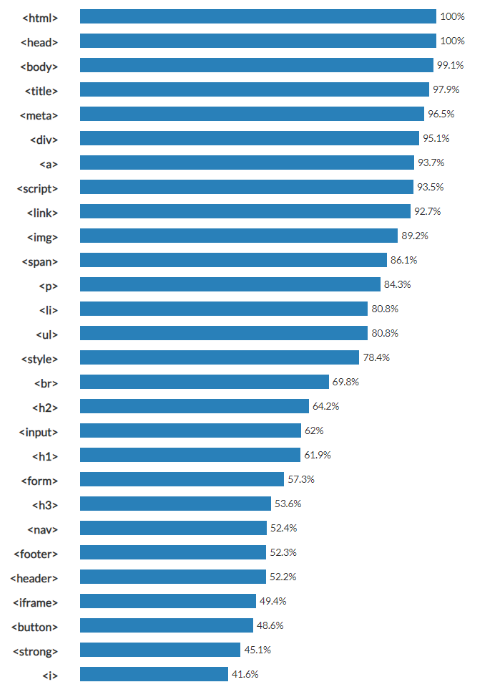 <html> 100%
<head> 100%
<body> 99.1%
<title> 97.9%
<meta> 96.5%
<div> 95.1%
<a> 93.7%
<script> 93.5%
<link> 92.7%
<img> 89.2%
<span> 86.1%
<p> 84.3%
<li> 80.8%
<ul> 80.8%
<style> 78.4%
<br> 69.8%
<h2> 64.2%
<input> 62%
<h1> 61.9%
<form> 57.3%
<h3> 53.6%
<nav> 52.4%
<footer> 52.3%
<header> 52.2%
<iframe> 49.4%
<button> 48.6%
<strong> 45.1%
<i> 41.6%